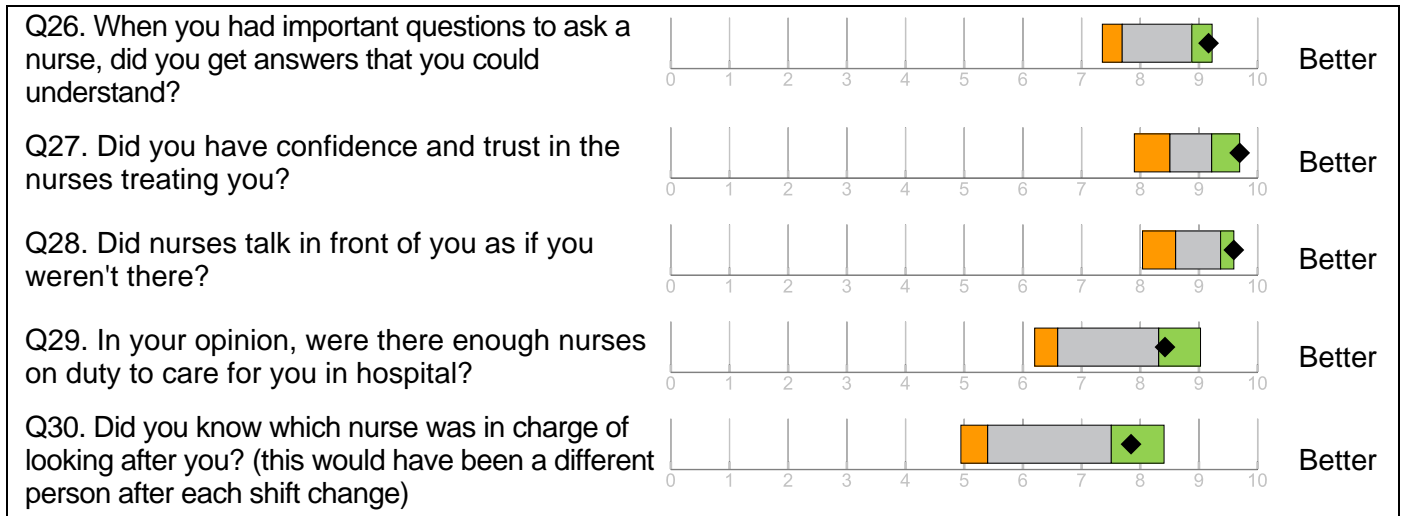 Q26. When you had important questions to ask a
nurse, did you get answers that you could
understand?
0 1 2 3 4 5 6 7 8 9 10
Better
Q27. Did you have confidence and trust in the
nurses treating you?
0 1 2 3 4 5 6 7 8 9 10
Better
Q28. Did nurses talk in front of you as if you
weren't there?
0 1 2 3 4 5 6 7 8 9 10
Better
Q29. In your opinion, were there enough nurses
on duty to care for you in hospital?
0 1 2 3 4 5 6 7 8 9 10
Better
Q30. Did you know which nurse was in charge of
looking after you? (this would have been a different
person after each shift change)
0 1 2 3 4 5 6 7 8 9 10
Better